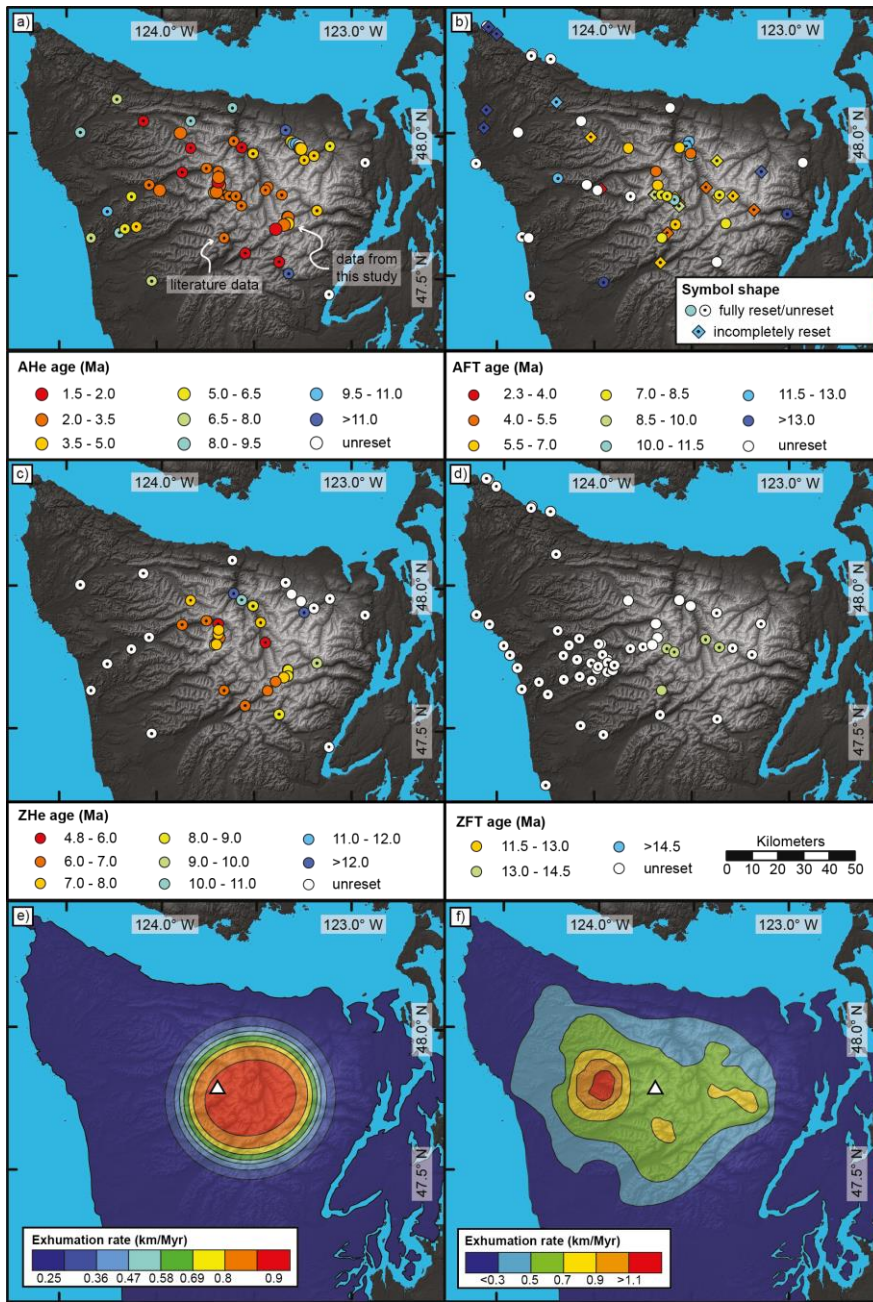 a)
124.0° W
123.0° W
48.0° N
47.5° N
literature data
data from
this study
b)
124.0° W
123.0° W
48.0° N
47.5° N
Symbol shape
fully reset/unreset
incompletely reset
AHe age (Ma)
1.5 - 2.0
2.0 - 3.5
3.5 - 5.0
5.0 - 6.5
6.5 - 8.0
8.0 - 9.5
9.5 - 11.0
>11.0
unreset
AFT age (Ma)
2.3 - 4.0
4.0 - 5.5
5.5 - 7.0
7.0 - 8.5
8.5 - 10.0
10.0 - 11.5
11.5 - 13.0
>13.0
unreset
c)
124.0° W
123.0° W
48.0° N
47.5° N
d)
124.0° W
123.0° W
48.0° N
47.5° N
ZHe age (Ma)
4.8 - 6.0
6.0 - 7.0
7.0 - 8.0
8.0 - 9.0
9.0 - 10.0
10.0 - 11.0
11.0 - 12.0
>12.0
unreset
ZFT age (Ma)
11.5 - 13.0
13.0 - 14.5
>14.5
unreset
Kilometers
0 10 20 30 40 50
e)
124.0° W
123.0° W
48.0° N
47.5° N
Exhumation rate (km/Myr)
0.25 0.36 0.47 0.58 0.69 0.8 0.9
f)
124.0° W
123.0° W
48.0° N
47.5° N
Exhumation rate (km/Myr)
<0.3 0.5 0.7 0.9 >1.1